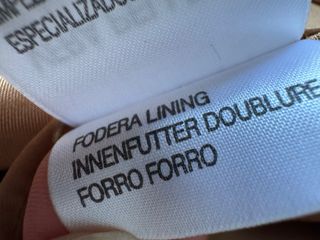 ESPECIALIZADO
FODERA LINING
INNENFUTTER DOUBLURE
FORRO FORRO